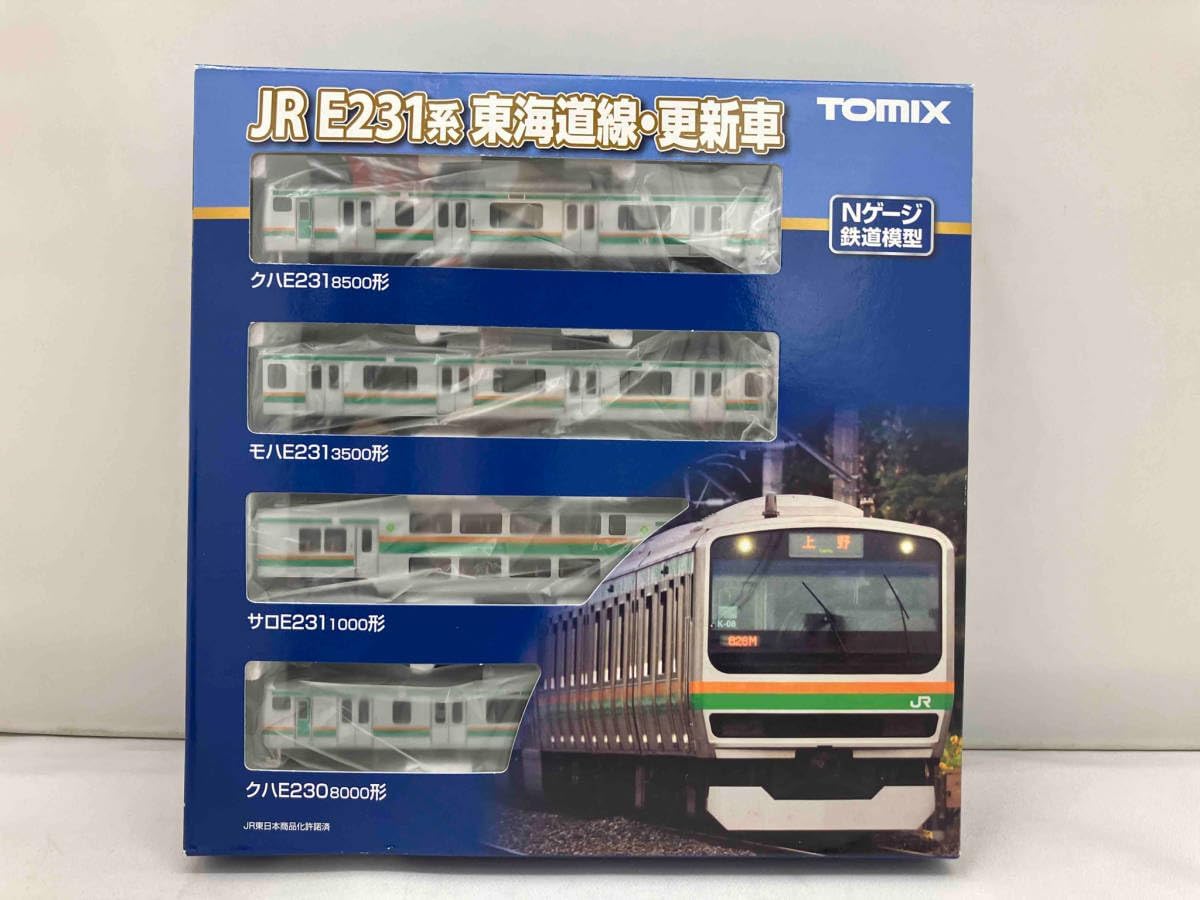 JR E231系 東海道線・更新車
TOMIX
Nゲージ
鉄道模型
クハE2318500形
モハE2313500形
サロE2311000形
クハE2308000形
JR東日本商品化許諾済
上野
K-08
826M
JR